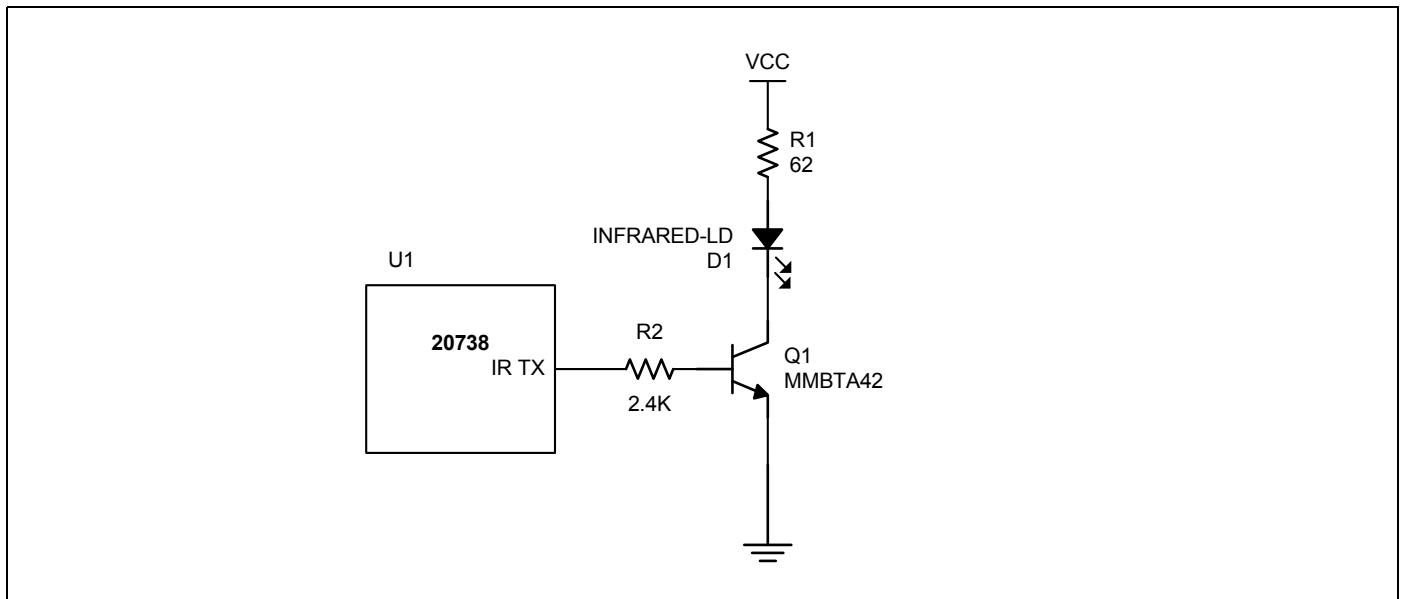 VCC
R1
62
INFRARED-LD
D1
U1
20738
IR TX
R2
2.4K
Q1
MMBTA42